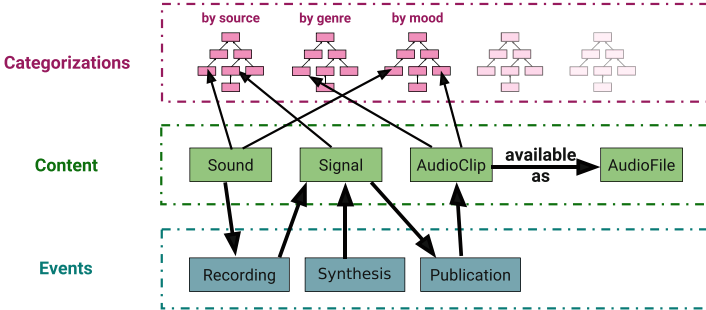 by source by genre by mood
Categorizations
Content
Sound Signal AudioClip available as AudioFile
Events
Recording Synthesis Publication